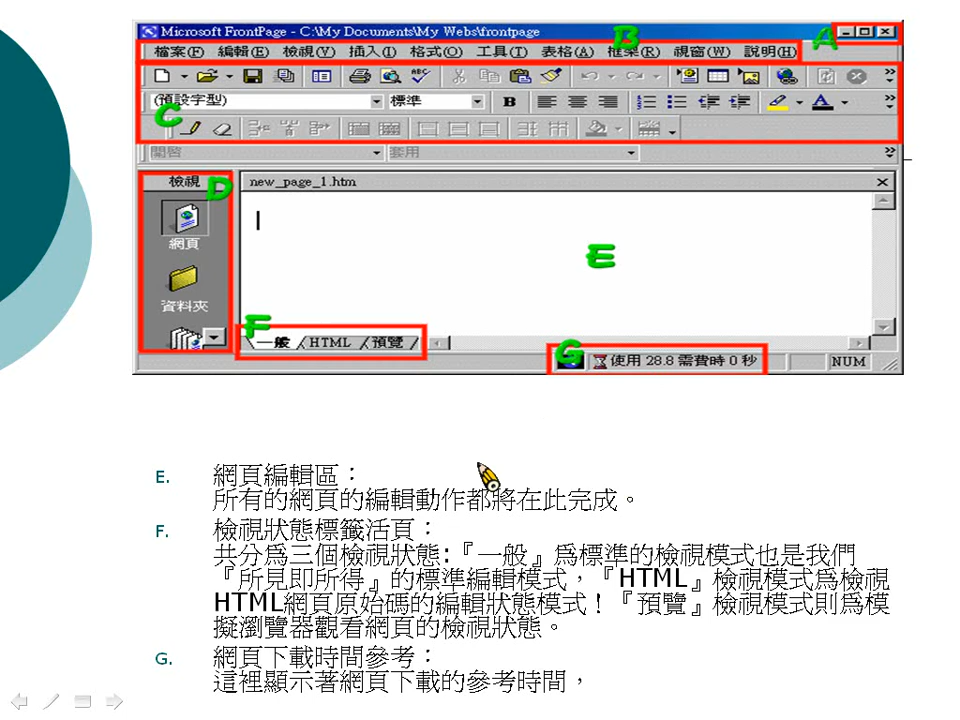 Microsoft FrontPage - C:\My Documents\My Webs\frontpage
A
檔案(F) 編輯(E) 檢視(V) 插入(I) 格式(O) 工具(T) 表格(A) 框架(R) 視窗(W) 說明(H)
B
(預設字型) 標準 B A
C
開啓 套用
檢視 D new_page_1.htm
網頁
E
資料夾
F
一般 HTML 預覽
G
使用 28.8 需費時 0 秒 NUM
E. 網頁編輯區：
所有的網頁的編輯動作都將在此完成。
F. 檢視狀態標籤活頁：
共分為三個檢視狀態:『一般』為標準的檢視模式也是我們
『所見即所得』的標準編輯模式，『HTML』檢視模式為檢視
HTML網頁原始碼的編輯狀態模式！『預覽』檢視模式則為模
擬瀏覽器觀看網頁的檢視狀態。
G. 網頁下載時間參考：
這裡顯示著網頁下載的參考時間，